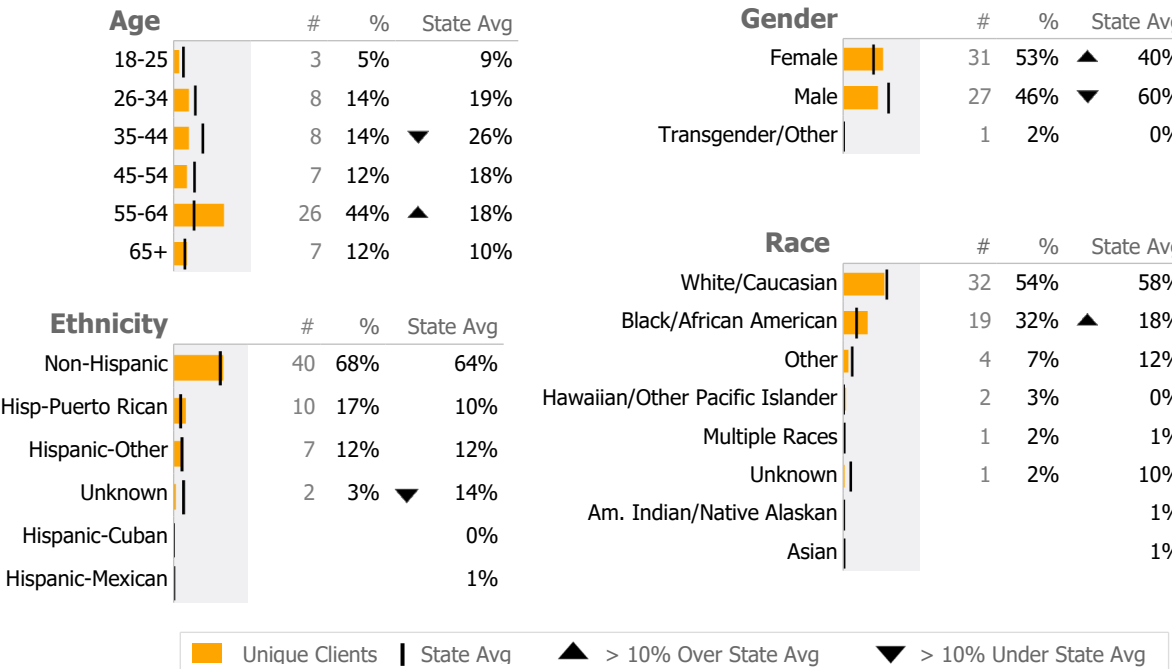 Age # % State Avg
18-25 3 5% 9%
26-34 8 14% 19%
35-44 8 14% ▼ 26%
45-54 7 12% 18%
55-64 26 44% ▲ 18%
65+ 7 12% 10%
Ethnicity # % State Avg
Non-Hispanic 40 68% 64%
Hisp-Puerto Rican 10 17% 10%
Hispanic-Other 7 12% 12%
Unknown 2 3% ▼ 14%
Hispanic-Cuban 0%
Hispanic-Mexican 1%
Gender # % State Avg
Female 31 53% ▲ 40%
Male 27 46% ▼ 60%
Transgender/Other 1 2% 0%
Race # % State Avg
White/Caucasian 32 54% 58%
Black/African American 19 32% ▲ 18%
Other 4 7% 12%
Hawaiian/Other Pacific Islander 2 3% 0%
Multiple Races 1 2% 1%
Unknown 1 2% 10%
Am. Indian/Native Alaskan 1%
Asian 1%
Unique Clients | State Avg ▲ > 10% Over State Avg ▼ > 10% Under State Avg